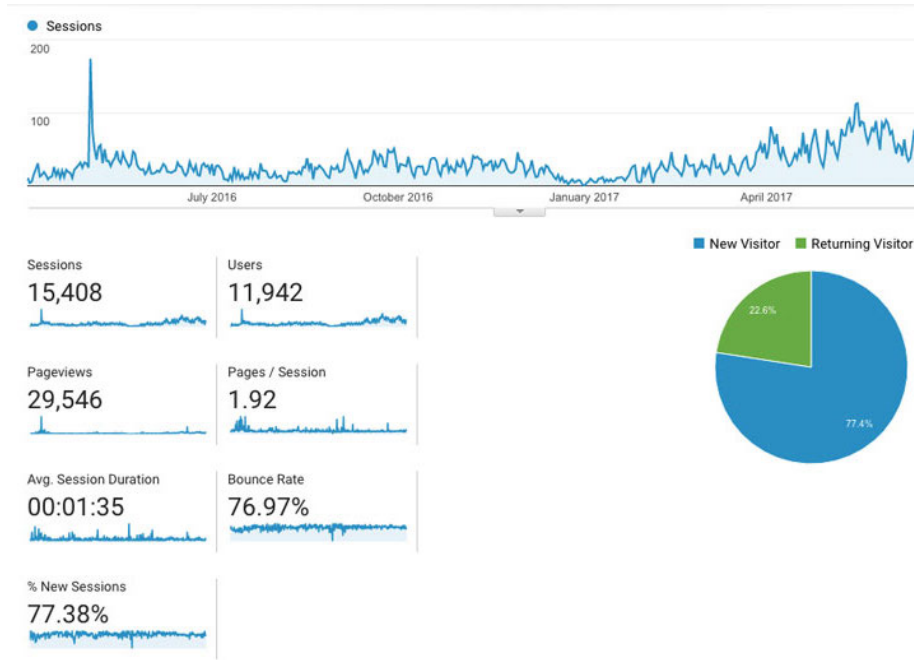 Sessions
200
100
July 2016 October 2016 January 2017 April 2017
New Visitor Returning Visitor
Sessions Users
15,408 11,942
22.6%
Pageviews Pages / Session
29,546 1.92
77.4%
Avg. Session Duration Bounce Rate
00:01:35 76.97%
% New Sessions
77.38%